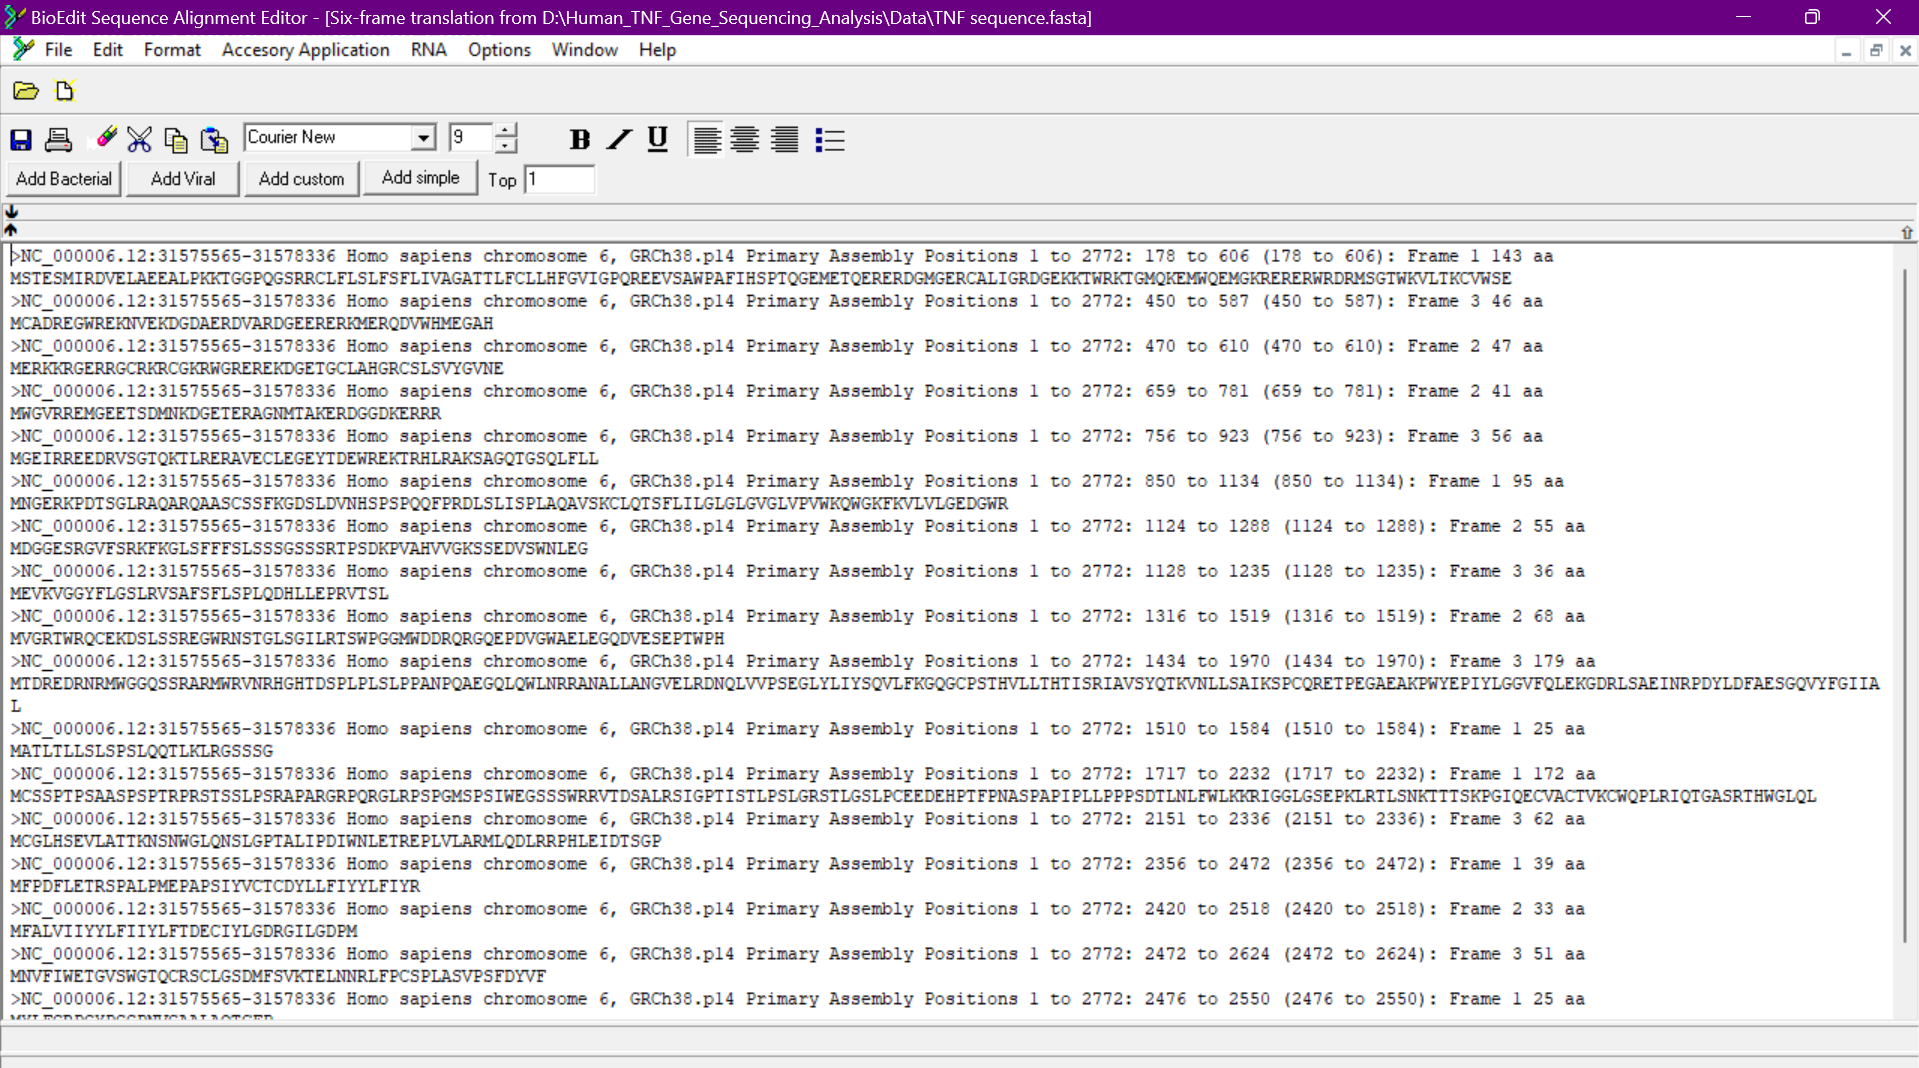 BioEdit Sequence Alignment Editor - [Six-frame translation from D:\Human_TNF_Gene_Sequencing_Analysis\Data\TNF sequence.fasta]
File Edit Format Accesory Application RNA Options Window Help
Courier New 9 B I U
Add Bacterial Add Viral Add custom Add simple Top 1
>NC_000006.12:31575565-31578336 Homo sapiens chromosome 6, GRCh38.p14 Primary Assembly Positions 1 to 2772: 178 to 606 (178 to 606): Frame 1 143 aa
MSTESMIRDVELAEEALPKKTGGPQGSRRCLFLSLFSFLIVAGATTLFCLLHFGVIGPQREEVSAWPAFIHSPTQGEMETQERERDGMGERCALIGRDGEKKTWRKTGMQKEMWQEMGKRERERWRDRMSGTWKVLTKCVWSE
>NC_000006.12:31575565-31578336 Homo sapiens chromosome 6, GRCh38.p14 Primary Assembly Positions 1 to 2772: 450 to 587 (450 to 587): Frame 3 46 aa
MCADREGWREKNVEKDGDAERDVARDGEERERKMERQDVWHMEGAH
>NC_000006.12:31575565-31578336 Homo sapiens chromosome 6, GRCh38.p14 Primary Assembly Positions 1 to 2772: 470 to 610 (470 to 610): Frame 2 47 aa
MERKKRGERRGCRKRCGKRWGREREKDGETGCLAHGRCSLSVYGVNE
>NC_000006.12:31575565-31578336 Homo sapiens chromosome 6, GRCh38.p14 Primary Assembly Positions 1 to 2772: 659 to 781 (659 to 781): Frame 2 41 aa
MWGVRREMGEETSDMNKDGETERAGNMTAKERDGGDKERRR
>NC_000006.12:31575565-31578336 Homo sapiens chromosome 6, GRCh38.p14 Primary Assembly Positions 1 to 2772: 756 to 923 (756 to 923): Frame 3 56 aa
MGEIRREEDRVSGTQKTLRERAVECLEGEYTDEWREKTRHLRAKSAGQTGSQLFLL
>NC_000006.12:31575565-31578336 Homo sapiens chromosome 6, GRCh38.p14 Primary Assembly Positions 1 to 2772: 850 to 1134 (850 to 1134): Frame 1 95 aa
MNGERKPDTSGLRAQARQAASCSSFKGDSLDVNHSPSPQQFPRDLSLISPLAQAVSKCLQTSFLILGLGLGVGLVPVWKQWGKFKVLVLGEDGWR
>NC_000006.12:31575565-31578336 Homo sapiens chromosome 6, GRCh38.p14 Primary Assembly Positions 1 to 2772: 1124 to 1288 (1124 to 1288): Frame 2 55 aa
MDGGESRGVFSRKFKGLSFFFSLSSSGSSSRTPSDKPVAHVVGKSSEDVSWNLEG
>NC_000006.12:31575565-31578336 Homo sapiens chromosome 6, GRCh38.p14 Primary Assembly Positions 1 to 2772: 1128 to 1235 (1128 to 1235): Frame 3 36 aa
MEVKVGGYFLGSLRVSAFSFLSPLQDHLLEPRVTSL
>NC_000006.12:31575565-31578336 Homo sapiens chromosome 6, GRCh38.p14 Primary Assembly Positions 1 to 2772: 1316 to 1519 (1316 to 1519): Frame 2 68 aa
MVGRTWRQCEKDSLSSREGWRNSTGLSGILRTSWPGGMWDDRQRGQEPDVGWAELEGQDVESEPTWPH
>NC_000006.12:31575565-31578336 Homo sapiens chromosome 6, GRCh38.p14 Primary Assembly Positions 1 to 2772: 1434 to 1970 (1434 to 1970): Frame 3 179 aa
MTDREDRNRMWGGQSSRARMWRVNRHGHTDSPLPLSLPPANPQAEGQLQWLNRRANALLANGVELRDNQLVVPSEGLYLIYSQVLFKGQGCPSTHVLLTHTISRIAVSYQTKVNLLSAIKSPCQRETPEGAEAKPWYEPIYLGGVFQLEKGDRLSAEINRPDYLDFAESGQVYFGIIA
L
>NC_000006.12:31575565-31578336 Homo sapiens chromosome 6, GRCh38.p14 Primary Assembly Positions 1 to 2772: 1510 to 1584 (1510 to 1584): Frame 1 25 aa
MATLTLLSLSPSLQQTLKLRGSSSG
>NC_000006.12:31575565-31578336 Homo sapiens chromosome 6, GRCh38.p14 Primary Assembly Positions 1 to 2772: 1717 to 2232 (1717 to 2232): Frame 1 172 aa
MCSSPTPSAASPSPTRPRSTSSLPSRAPARGRPQRGLRPSPGMSPSIWEGSSSWRRVTDSALRSIGPTISTLPSLGRSTLGSLPCEEDEHPTFPNASPAPIPLLPPPSDTLNLFWLKKRIGGLGSEPKLRTLSNKTTTSKPGIQECVACTVKCWQPLRIQTGASRTHWGLQL
>NC_000006.12:31575565-31578336 Homo sapiens chromosome 6, GRCh38.p14 Primary Assembly Positions 1 to 2772: 2151 to 2336 (2151 to 2336): Frame 3 62 aa
MCGLHSEVLATTKNSNWGLQNSLGPTALIPDIWNLETREPLVLARMLQDLRRPHLEIDTSGP
>NC_000006.12:31575565-31578336 Homo sapiens chromosome 6, GRCh38.p14 Primary Assembly Positions 1 to 2772: 2356 to 2472 (2356 to 2472): Frame 1 39 aa
MFPDFLETRSPALPMEPAPSIYVCTCDYLLFIYYLFIYR
>NC_000006.12:31575565-31578336 Homo sapiens chromosome 6, GRCh38.p14 Primary Assembly Positions 1 to 2772: 2420 to 2518 (2420 to 2518): Frame 2 33 aa
MFALVIIYYLFIIYLFTDECIYLGDRGILGDPM
>NC_000006.12:31575565-31578336 Homo sapiens chromosome 6, GRCh38.p14 Primary Assembly Positions 1 to 2772: 2472 to 2624 (2472 to 2624): Frame 3 51 aa
MNVFIWETGVSWGTQCRSCLGSDMFSVKTELNNRLFPCSPLASVPSFDYVF
>NC_000006.12:31575565-31578336 Homo sapiens chromosome 6, GRCh38.p14 Primary Assembly Positions 1 to 2772: 2476 to 2550 (2476 to 2550): Frame 1 25 aa